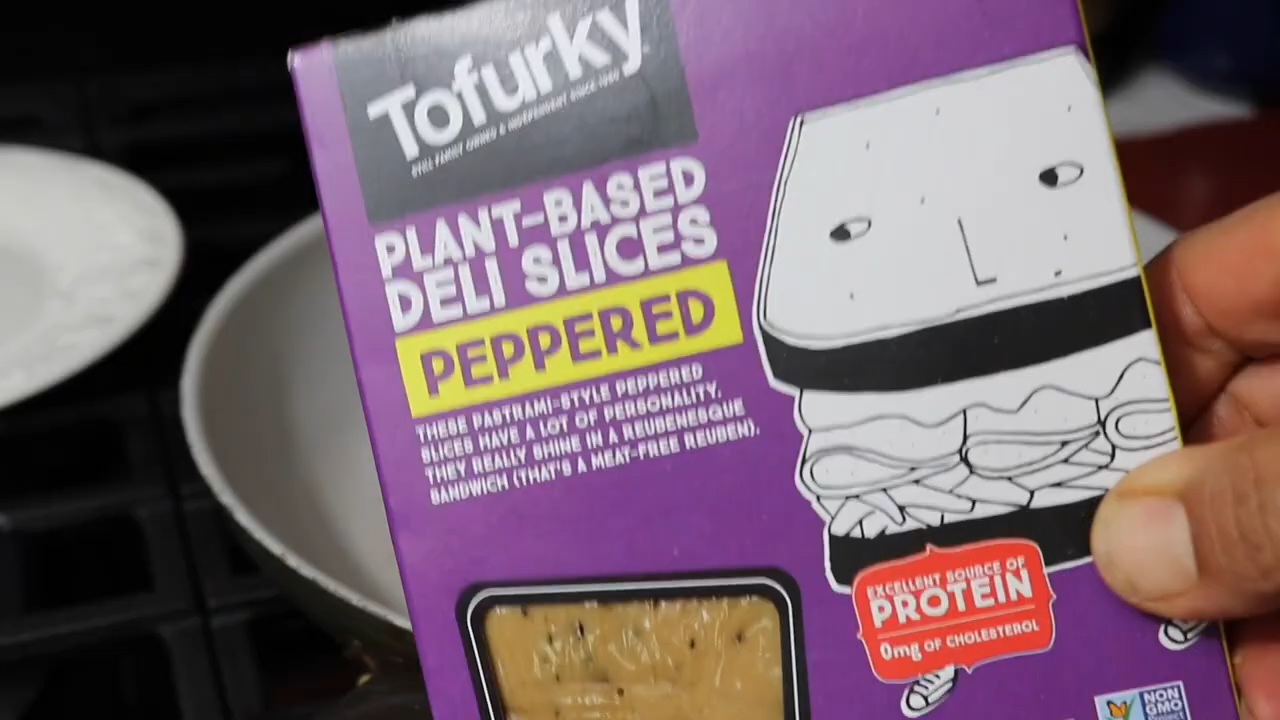 Tofurky
STILL FAMILY OWNED & INDEPENDENT SINCE 1980
PLANT-BASED
DELI SLICES
PEPPERED
THESE PASTRAMI-STYLE PEPPERED
SLICES HAVE A LOT OF PERSONALITY.
THEY REALLY SHINE IN A REUBENESQUE
SANDWICH (THAT'S A MEAT-FREE REUBEN).
EXCELLENT SOURCE OF
PROTEIN
0mg OF CHOLESTEROL
NON
GMO